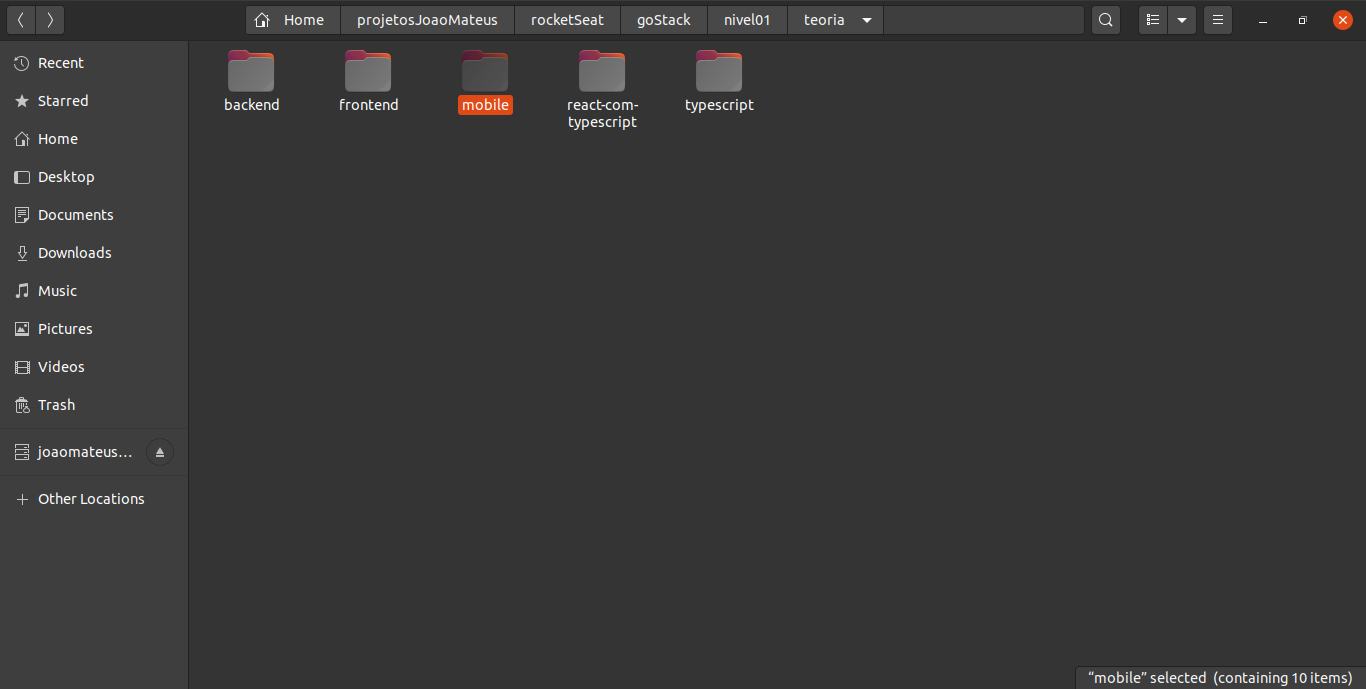 Home projetosJoaoMateus rocketSeat goStack nivel01 teoria
Recent
Starred
Home
Desktop
Documents
Downloads
Music
Pictures
Videos
Trash
joaomateus...
Other Locations
backend frontend mobile react-com- typescript
typescript
“mobile” selected (containing 10 items)